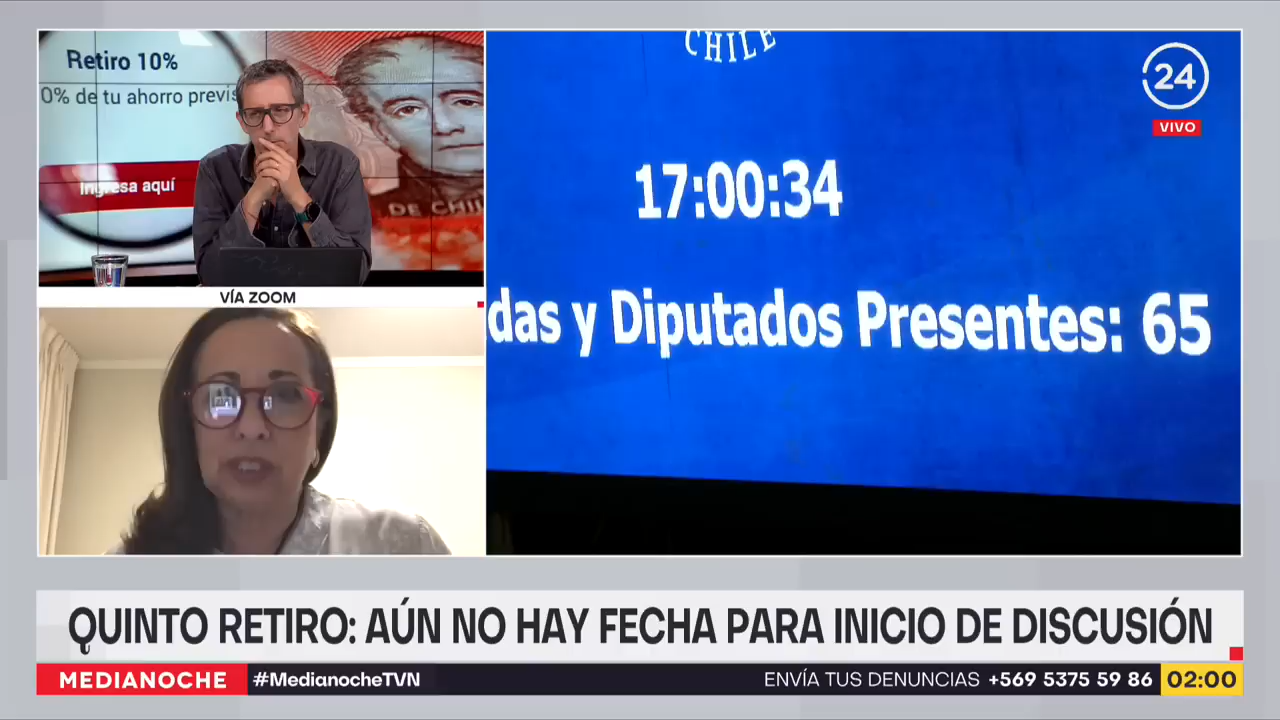 Retiro 10%
0% de tu ahorro previs
Ingresa aquí
DE CHIL
VÍA ZOOM
CHILE
17:00:34
das y Diputados Presentes: 65
24
VIVO
QUINTO RETIRO: AÚN NO HAY FECHA PARA INICIO DE DISCUSIÓN
MEDIANOCHE #MedianocheTVN ENVÍA TUS DENUNCIAS +569 5375 59 86 02:00